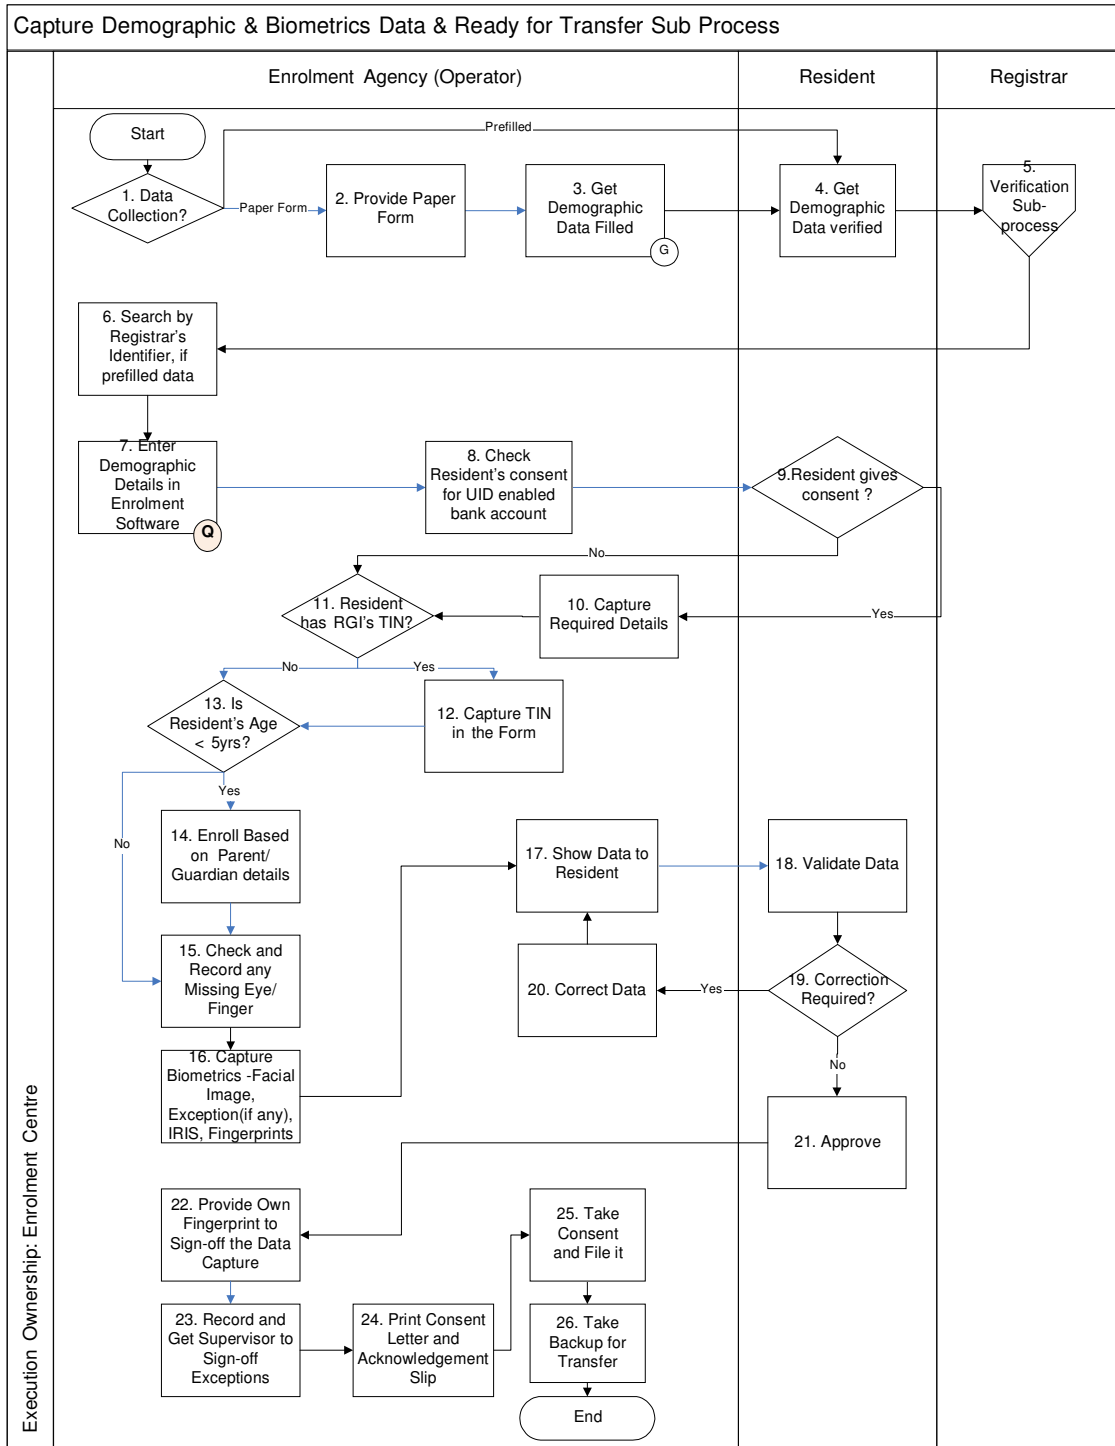 Capture Demographic & Biometrics Data & Ready for Transfer Sub Process
Enrolment Agency (Operator)
Resident
Registrar
Start
Prefilled
1. Data
Collection?
Paper Form
2. Provide Paper
Form
3. Get
Demographic
Data Filled
G
4. Get
Demographic
Data verified
5.
Verification
Sub-
process
6. Search by
Registrar's
Identifier, if
prefilled data
7. Enter
Demographic
Details in
Enrolment
Software
Q
8. Check
Resident's consent
for UID enabled
bank account
9.Resident gives
consent ?
No
Yes
10. Capture
Required Details
11. Resident
has RGI's TIN?
No
Yes
12. Capture TIN
in the Form
13. Is
Resident's Age
< 5yrs?
Yes
No
14. Enroll Based
on Parent/
Guardian details
15. Check and
Record any
Missing Eye/
Finger
16. Capture
Biometrics -Facial
Image,
Exception(if any),
IRIS, Fingerprints
17. Show Data to
Resident
18. Validate Data
19. Correction
Required?
Yes
20. Correct Data
No
21. Approve
22. Provide Own
Fingerprint to
Sign-off the Data
Capture
23. Record and
Get Supervisor to
Sign-off
Exceptions
24. Print Consent
Letter and
Acknowledgement
Slip
25. Take
Consent
and File it
26. Take
Backup for
Transfer
End
Execution Ownership: Enrolment Centre